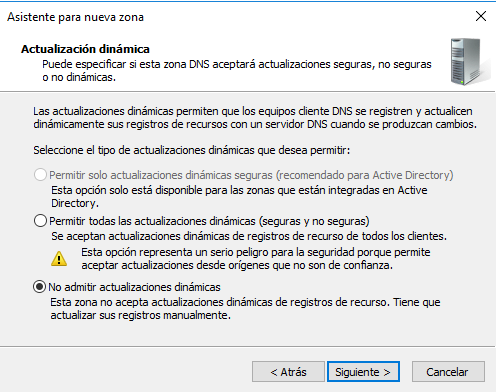 Asistente para nueva zona
Actualización dinámica
Puede especificar si esta zona DNS aceptará actualizaciones seguras, no seguras
o no dinámicas.
Las actualizaciones dinámicas permiten que los equipos cliente DNS se registren y actualicen
dinámicamente sus registros de recursos con un servidor DNS cuando se produzcan cambios.
Seleccione el tipo de actualizaciones dinámicas que desea permitir:
Permitir solo actualizaciones dinámicas seguras (recomendado para Active Directory)
Esta opción solo está disponible para las zonas que están integradas en Active
Directory.
Permitir todas las actualizaciones dinámicas (seguras y no seguras)
Se aceptan actualizaciones dinámicas de registros de recurso de todos los clientes.
Esta opción representa un serio peligro para la seguridad porque permite
aceptar actualizaciones desde orígenes que no son de confianza.
No admitir actualizaciones dinámicas
Esta zona no acepta actualizaciones dinámicas de registros de recurso. Tiene que
actualizar sus registros manualmente.
< Atrás
Siguiente >
Cancelar